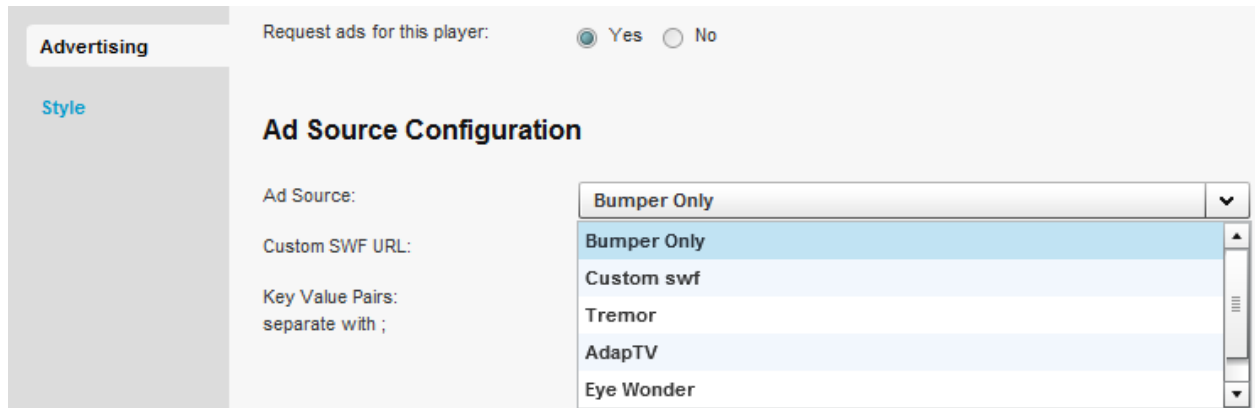 Advertising
Style
Request ads for this player:
Yes No
Ad Source Configuration
Ad Source:
Bumper Only
Custom SWF URL:
Key Value Pairs:
separate with ;
Bumper Only
Custom swf
Tremor
AdapTV
Eye Wonder